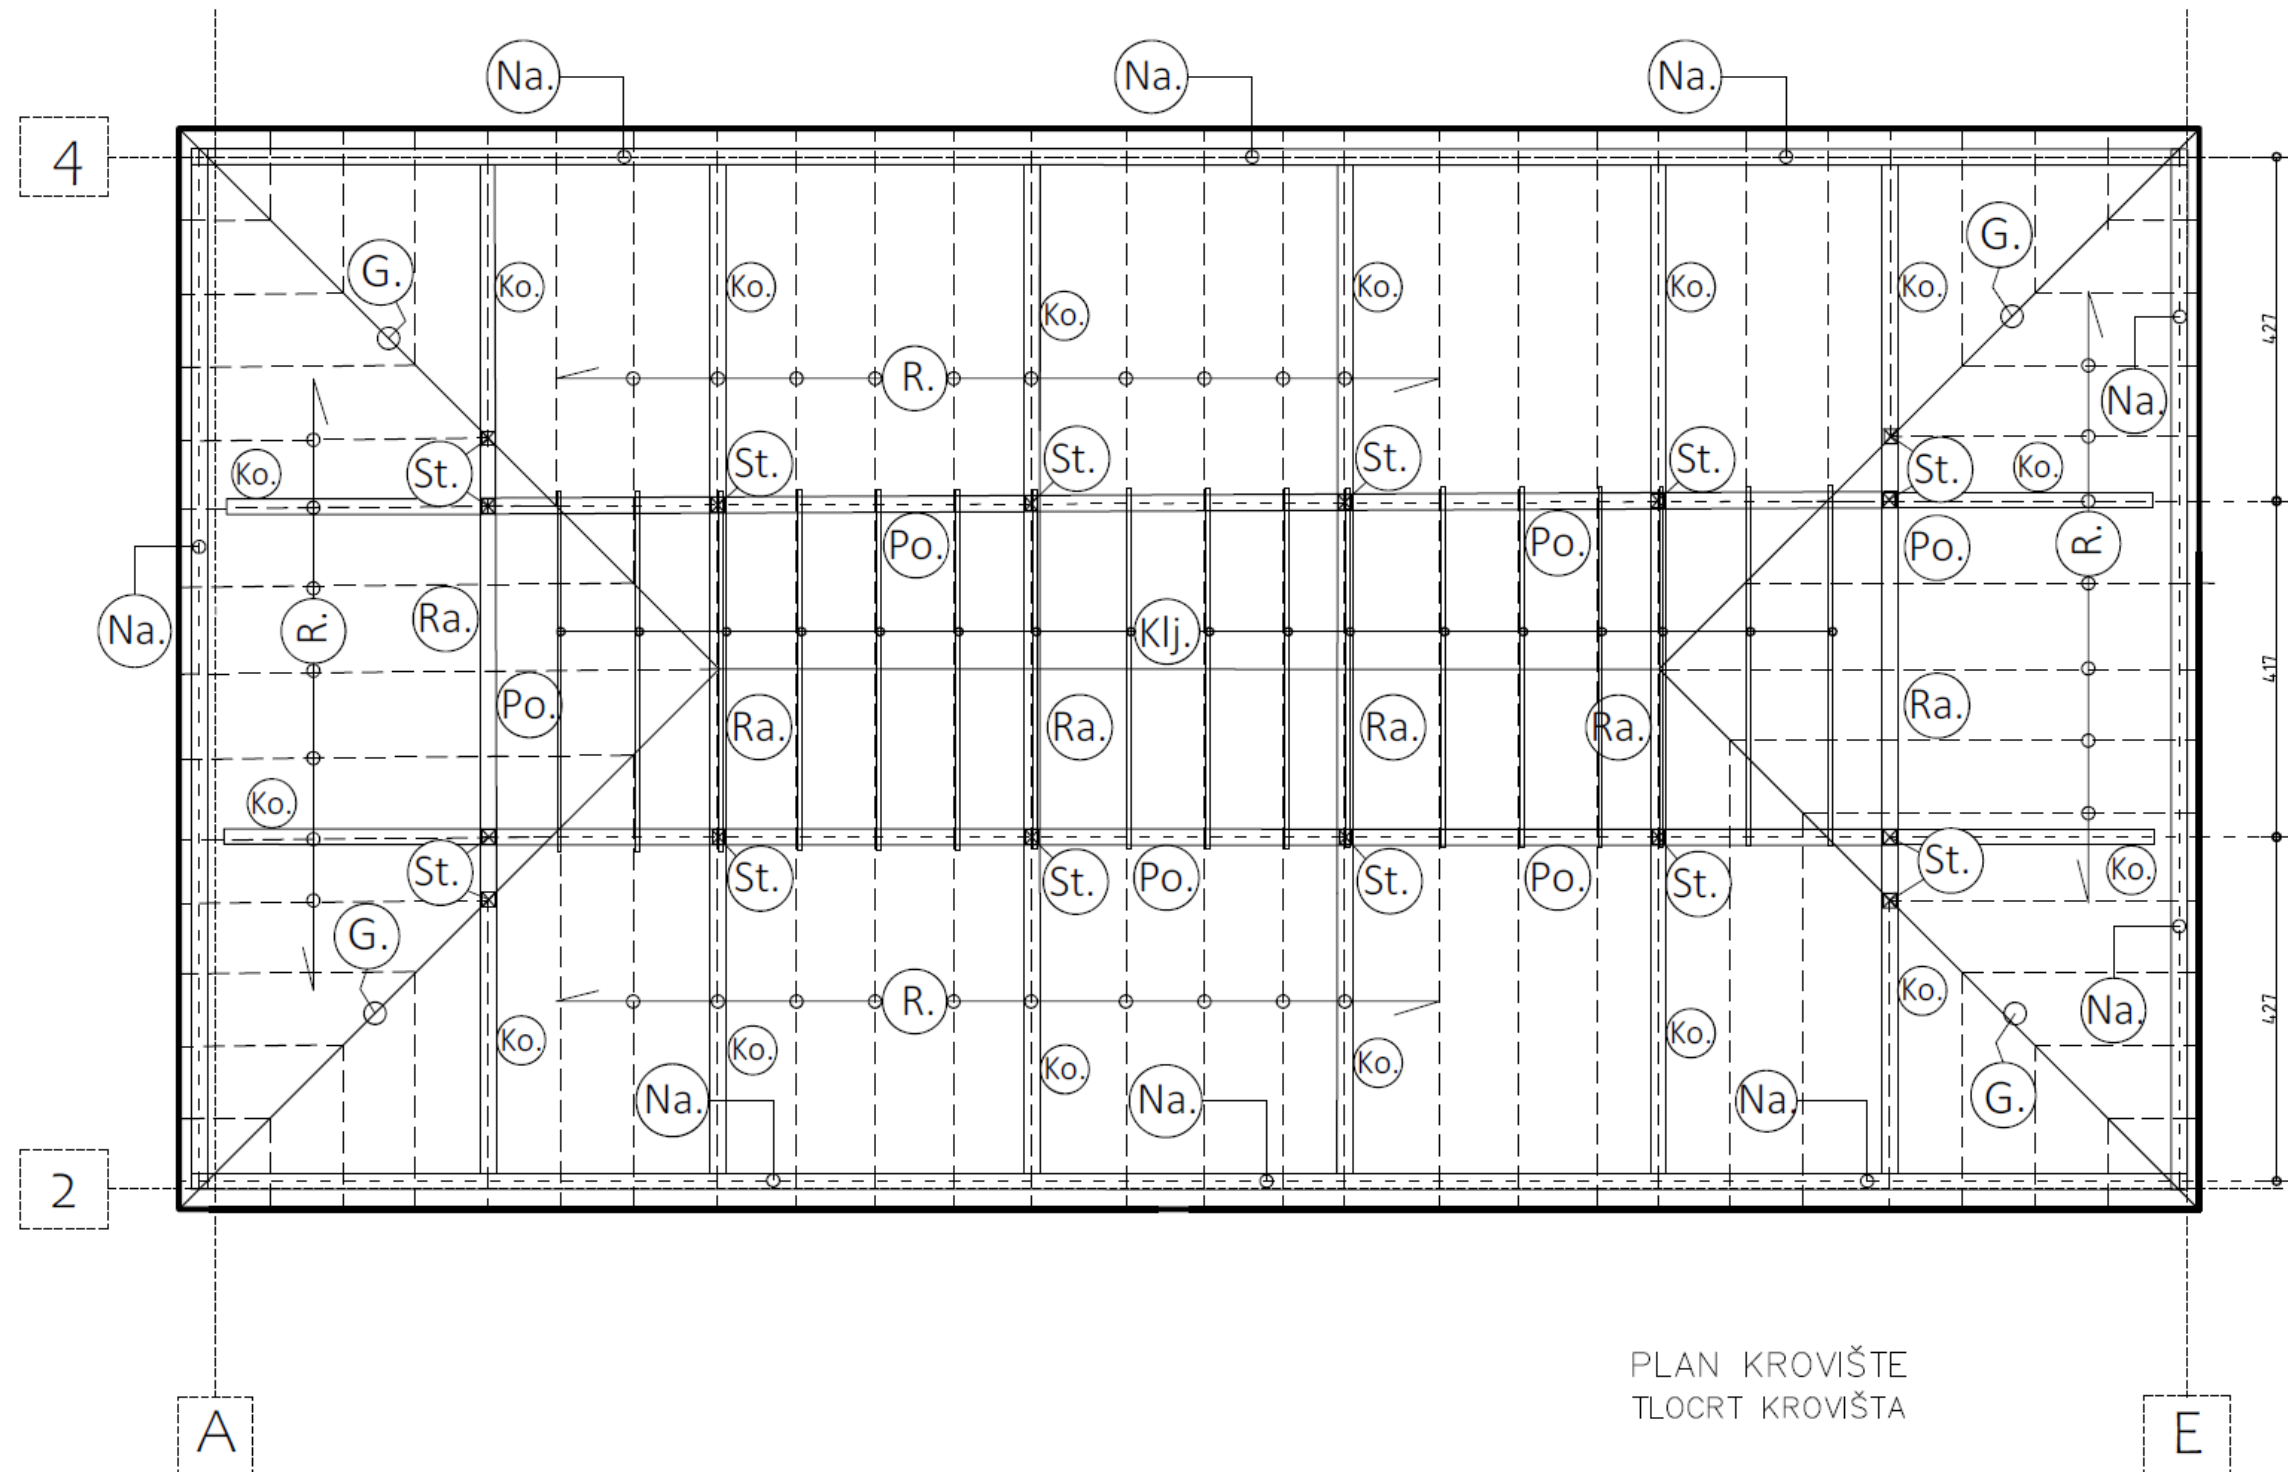 Na. Na. Na.
4
G. G.
Ko. Ko. Ko. Ko. Ko. Ko.
427
R. Na.
St. St. St. St. St. St.
Ko. Ko.
Po. Po. Po. R.
Na. R. Ra. Klj. 417
Po. Ra. Ra. Ra. Ra. Ra.
Ko.
St. St. St. Po. St. Po. St. St. Ko.
G.
R. Ko. Na. 427
Ko. Ko. Ko. Ko. Ko.
Na. Na. Na. G.
2
PLAN KROVIŠTE
TLOCRT KROVIŠTA
A E